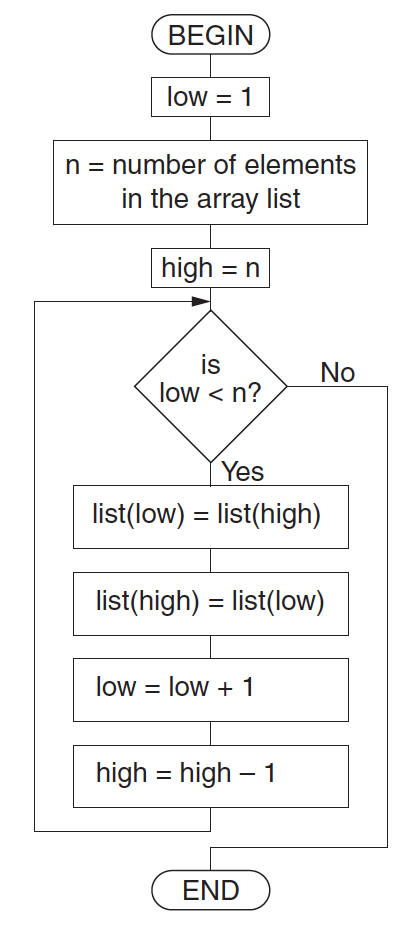 BEGIN
low = 1
n = number of elements
in the array list
high = n
is
low < n?
No
Yes
list(low) = list(high)
list(high) = list(low)
low = low + 1
high = high – 1
END